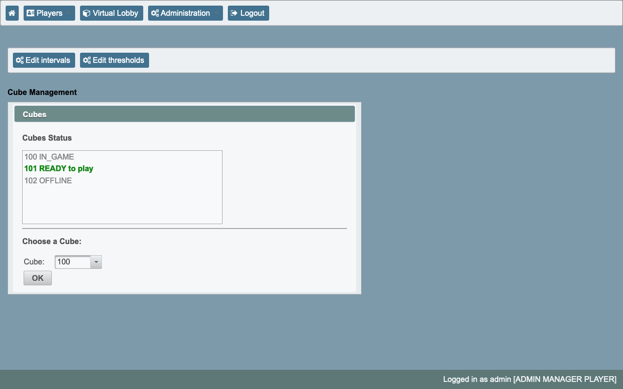 Players
Virtual Lobby
Administration
Logout
Edit intervals
Edit thresholds
Cube Management
Cubes
Cubes Status
100 IN_GAME
101 READY to play
102 OFFLINE
Choose a Cube:
Cube: 100
OK
Logged in as admin [ADMIN MANAGER PLAYER]